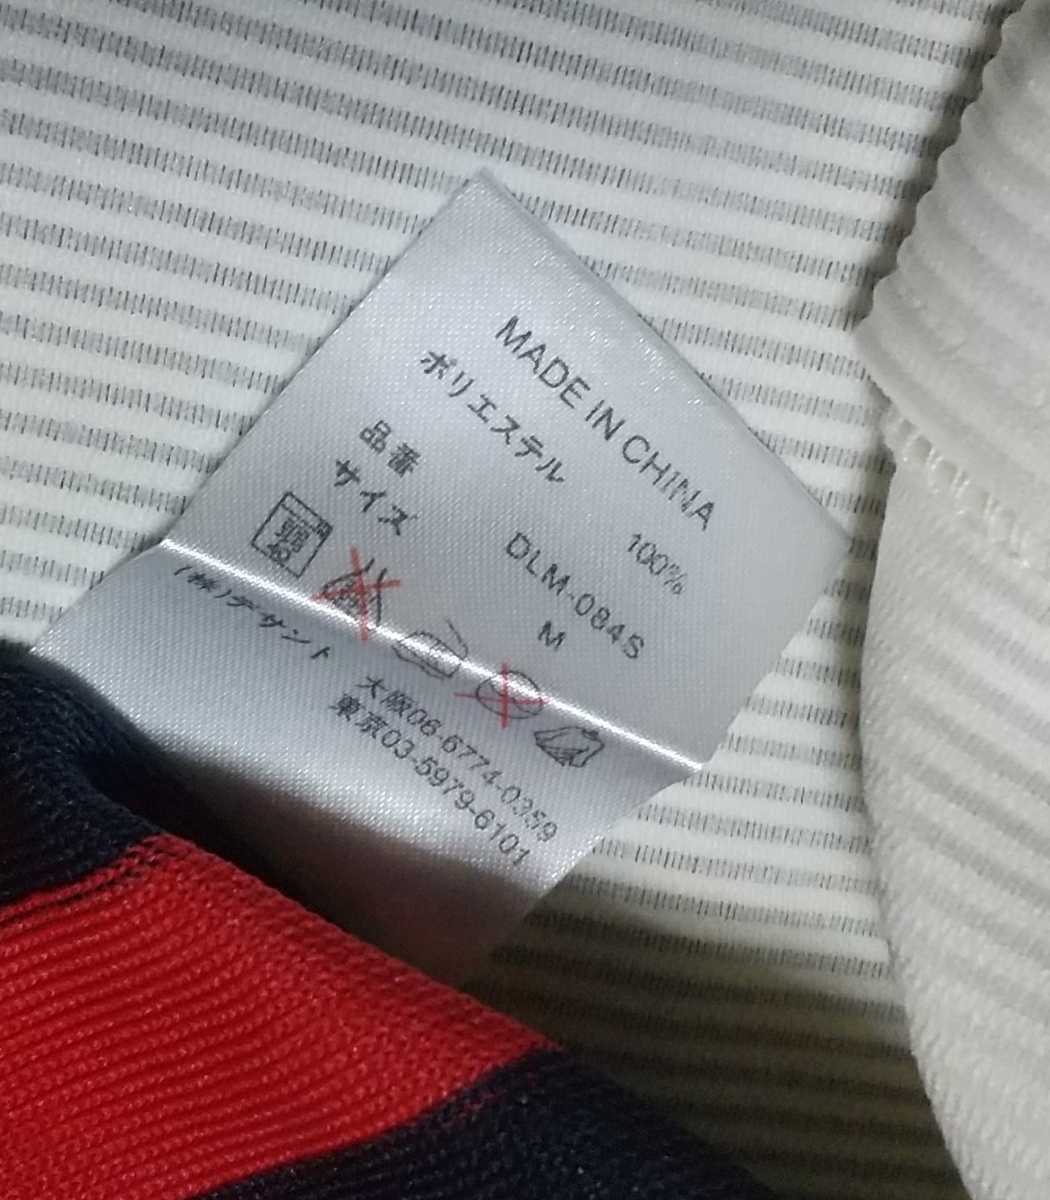 MADE IN CHINA
ポリエステル 100%
品番 DLM-084S
サイズ M
40
(株)デサント
大阪06-6774-0359
東京03-5979-6101